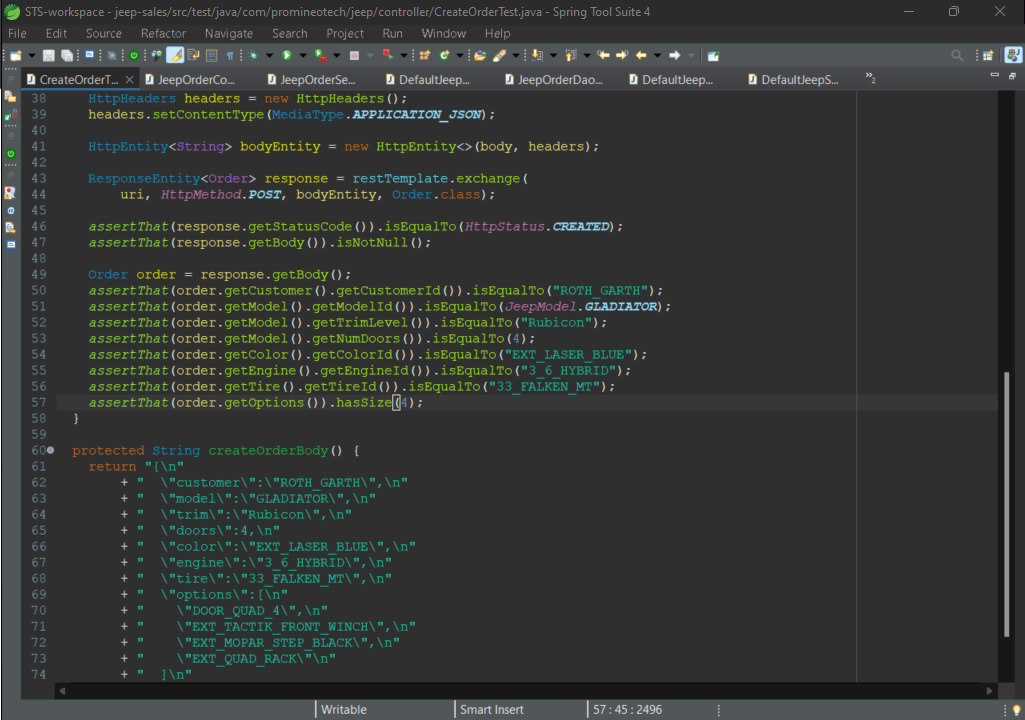 STS-workspace - jeep-sales/src/test/java/com/promineotech/jeep/controller/CreateOrderTest.java - Spring Tool Suite 4
File Edit Source Refactor Navigate Search Project Run Window Help
CreateOrderT... JeepOrderCo... JeepOrderSe... DefaultJeep... JeepOrderDao... DefaultJeep... DefaultJeepS... »2
38 HttpHeaders headers = new HttpHeaders();
39 headers.setContentType(MediaType.APPLICATION_JSON);
40
41 HttpEntity<String> bodyEntity = new HttpEntity<>(body, headers);
42
43 ResponseEntity<Order> response = restTemplate.exchange(
44 uri, HttpMethod.POST, bodyEntity, Order.class);
45
46 assertThat(response.getStatusCode()).isEqualTo(HttpStatus.CREATED);
47 assertThat(response.getBody()).isNotNull();
48
49 Order order = response.getBody();
50 assertThat(order.getCustomer().getCustomerId()).isEqualTo("ROTH_GARTH");
51 assertThat(order.getModel().getModelId()).isEqualTo(JeepModel.GLADIATOR);
52 assertThat(order.getModel().getTrimLevel()).isEqualTo("Rubicon");
53 assertThat(order.getModel().getNumDoors()).isEqualTo(4);
54 assertThat(order.getColor().getColorId()).isEqualTo("EXT_LASER_BLUE");
55 assertThat(order.getEngine().getEngineId()).isEqualTo("3_6_HYBRID");
56 assertThat(order.getTire().getTireId()).isEqualTo("33_FALKEN_MT");
57 assertThat(order.getOptions()).hasSize(4);
58 }
59
60 protected String createOrderBody() {
61 return "{\n"
62 + "  \"customer\":\"ROTH_GARTH\",\n"
63 + "  \"model\":\"GLADIATOR\",\n"
64 + "  \"trim\":\"Rubicon\",\n"
65 + "  \"doors\":4,\n"
66 + "  \"color\":\"EXT_LASER_BLUE\",\n"
67 + "  \"engine\":\"3_6_HYBRID\",\n"
68 + "  \"tire\":\"33_FALKEN_MT\",\n"
69 + "  \"options\":[\n"
70 + "    \"DOOR_QUAD_4\",\n"
71 + "    \"EXT_TACTIK_FRONT_WINCH\",\n"
72 + "    \"EXT_MOPAR_STEP_BLACK\",\n"
73 + "    \"EXT_QUAD_RACK\"\n"
74 + "  ]\n"
Writable Smart Insert 57 : 45 : 2496